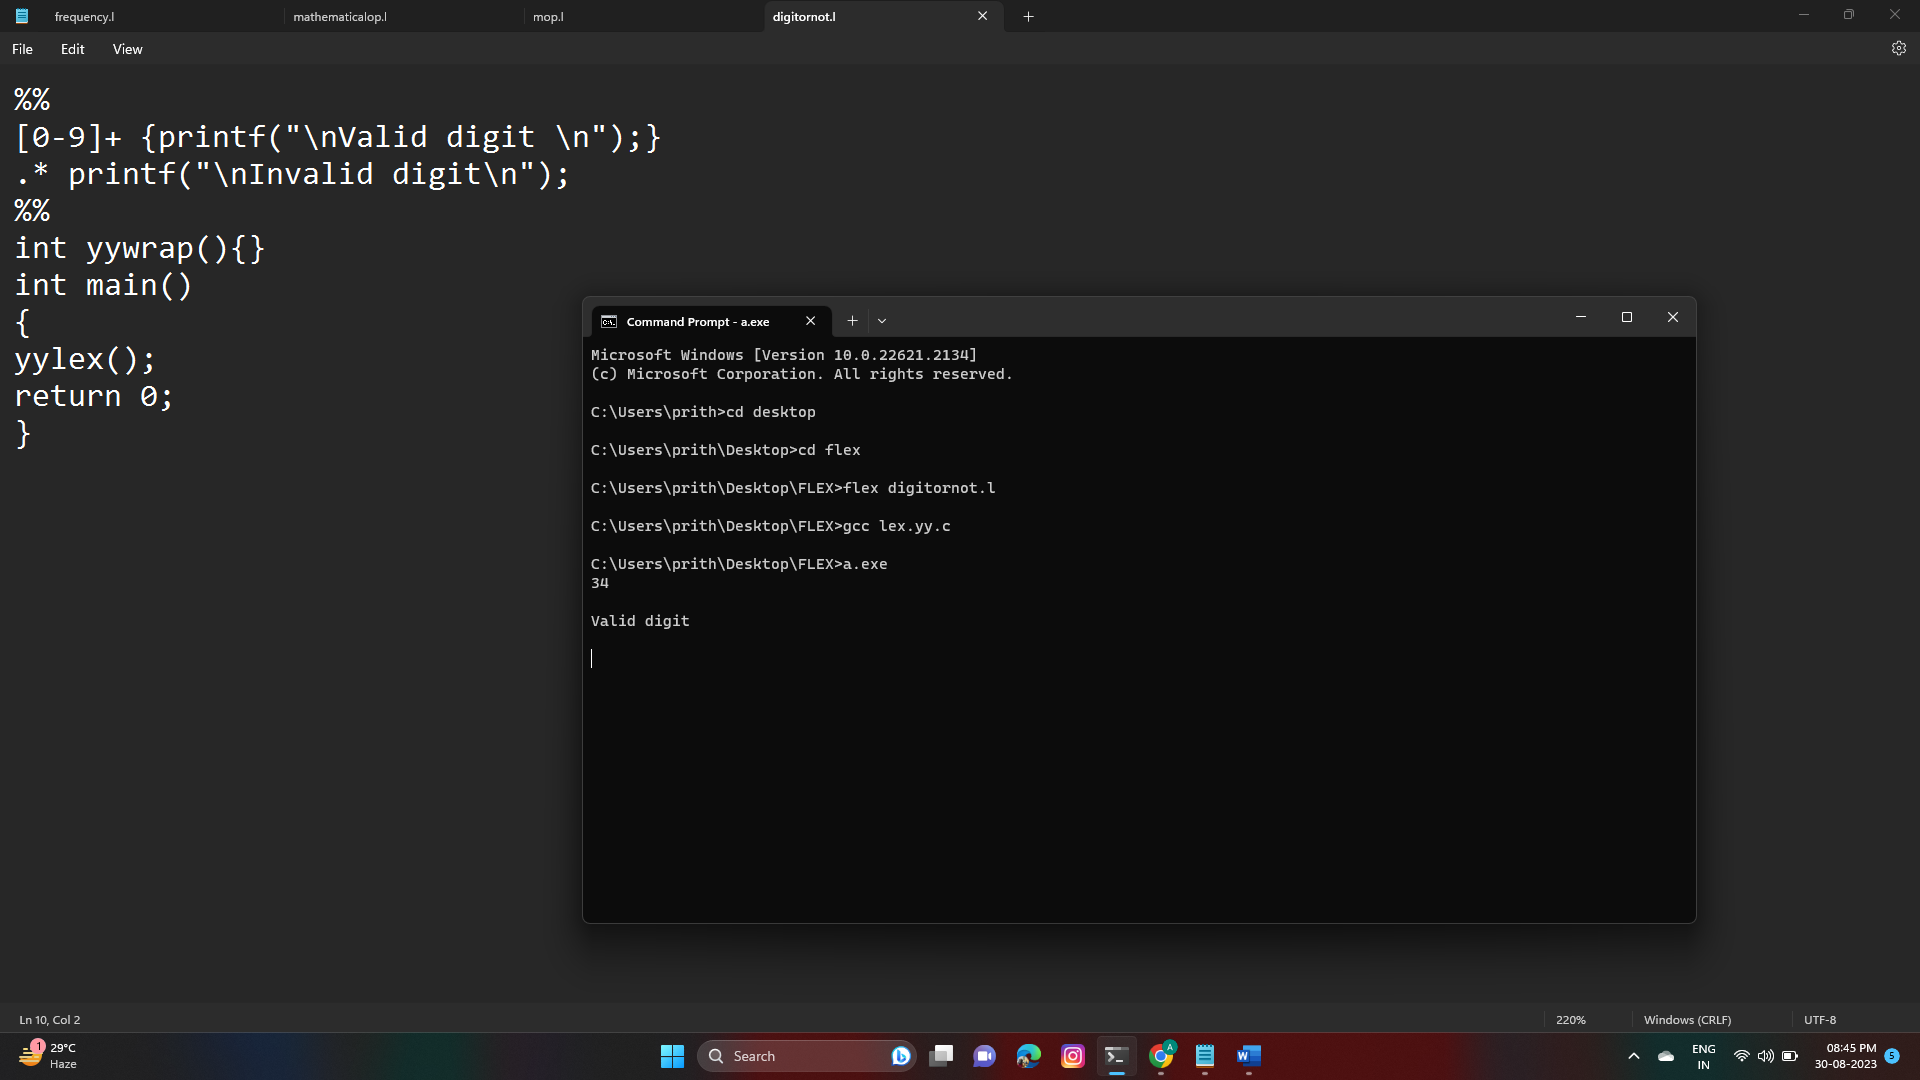 frequency.l
mathematicalop.l
mop.l
digitornot.l
File
Edit
View
%%
[0-9]+ {printf("\nValid digit \n");}
.* printf("\nInvalid digit\n");
%%
int yywrap(){}
int main()
{
yylex();
return 0;
}
Command Prompt - a.exe
Microsoft Windows [Version 10.0.22621.2134]
(c) Microsoft Corporation. All rights reserved.
C:\Users\prith>cd desktop
C:\Users\prith\Desktop>cd flex
C:\Users\prith\Desktop\FLEX>flex digitornot.l
C:\Users\prith\Desktop\FLEX>gcc lex.yy.c
C:\Users\prith\Desktop\FLEX>a.exe
34
Valid digit
Ln 10, Col 2
220%
Windows (CRLF)
UTF-8
1
29°C
Haze
Search
A
W
ENG
IN
08:45 PM
30-08-2023
5